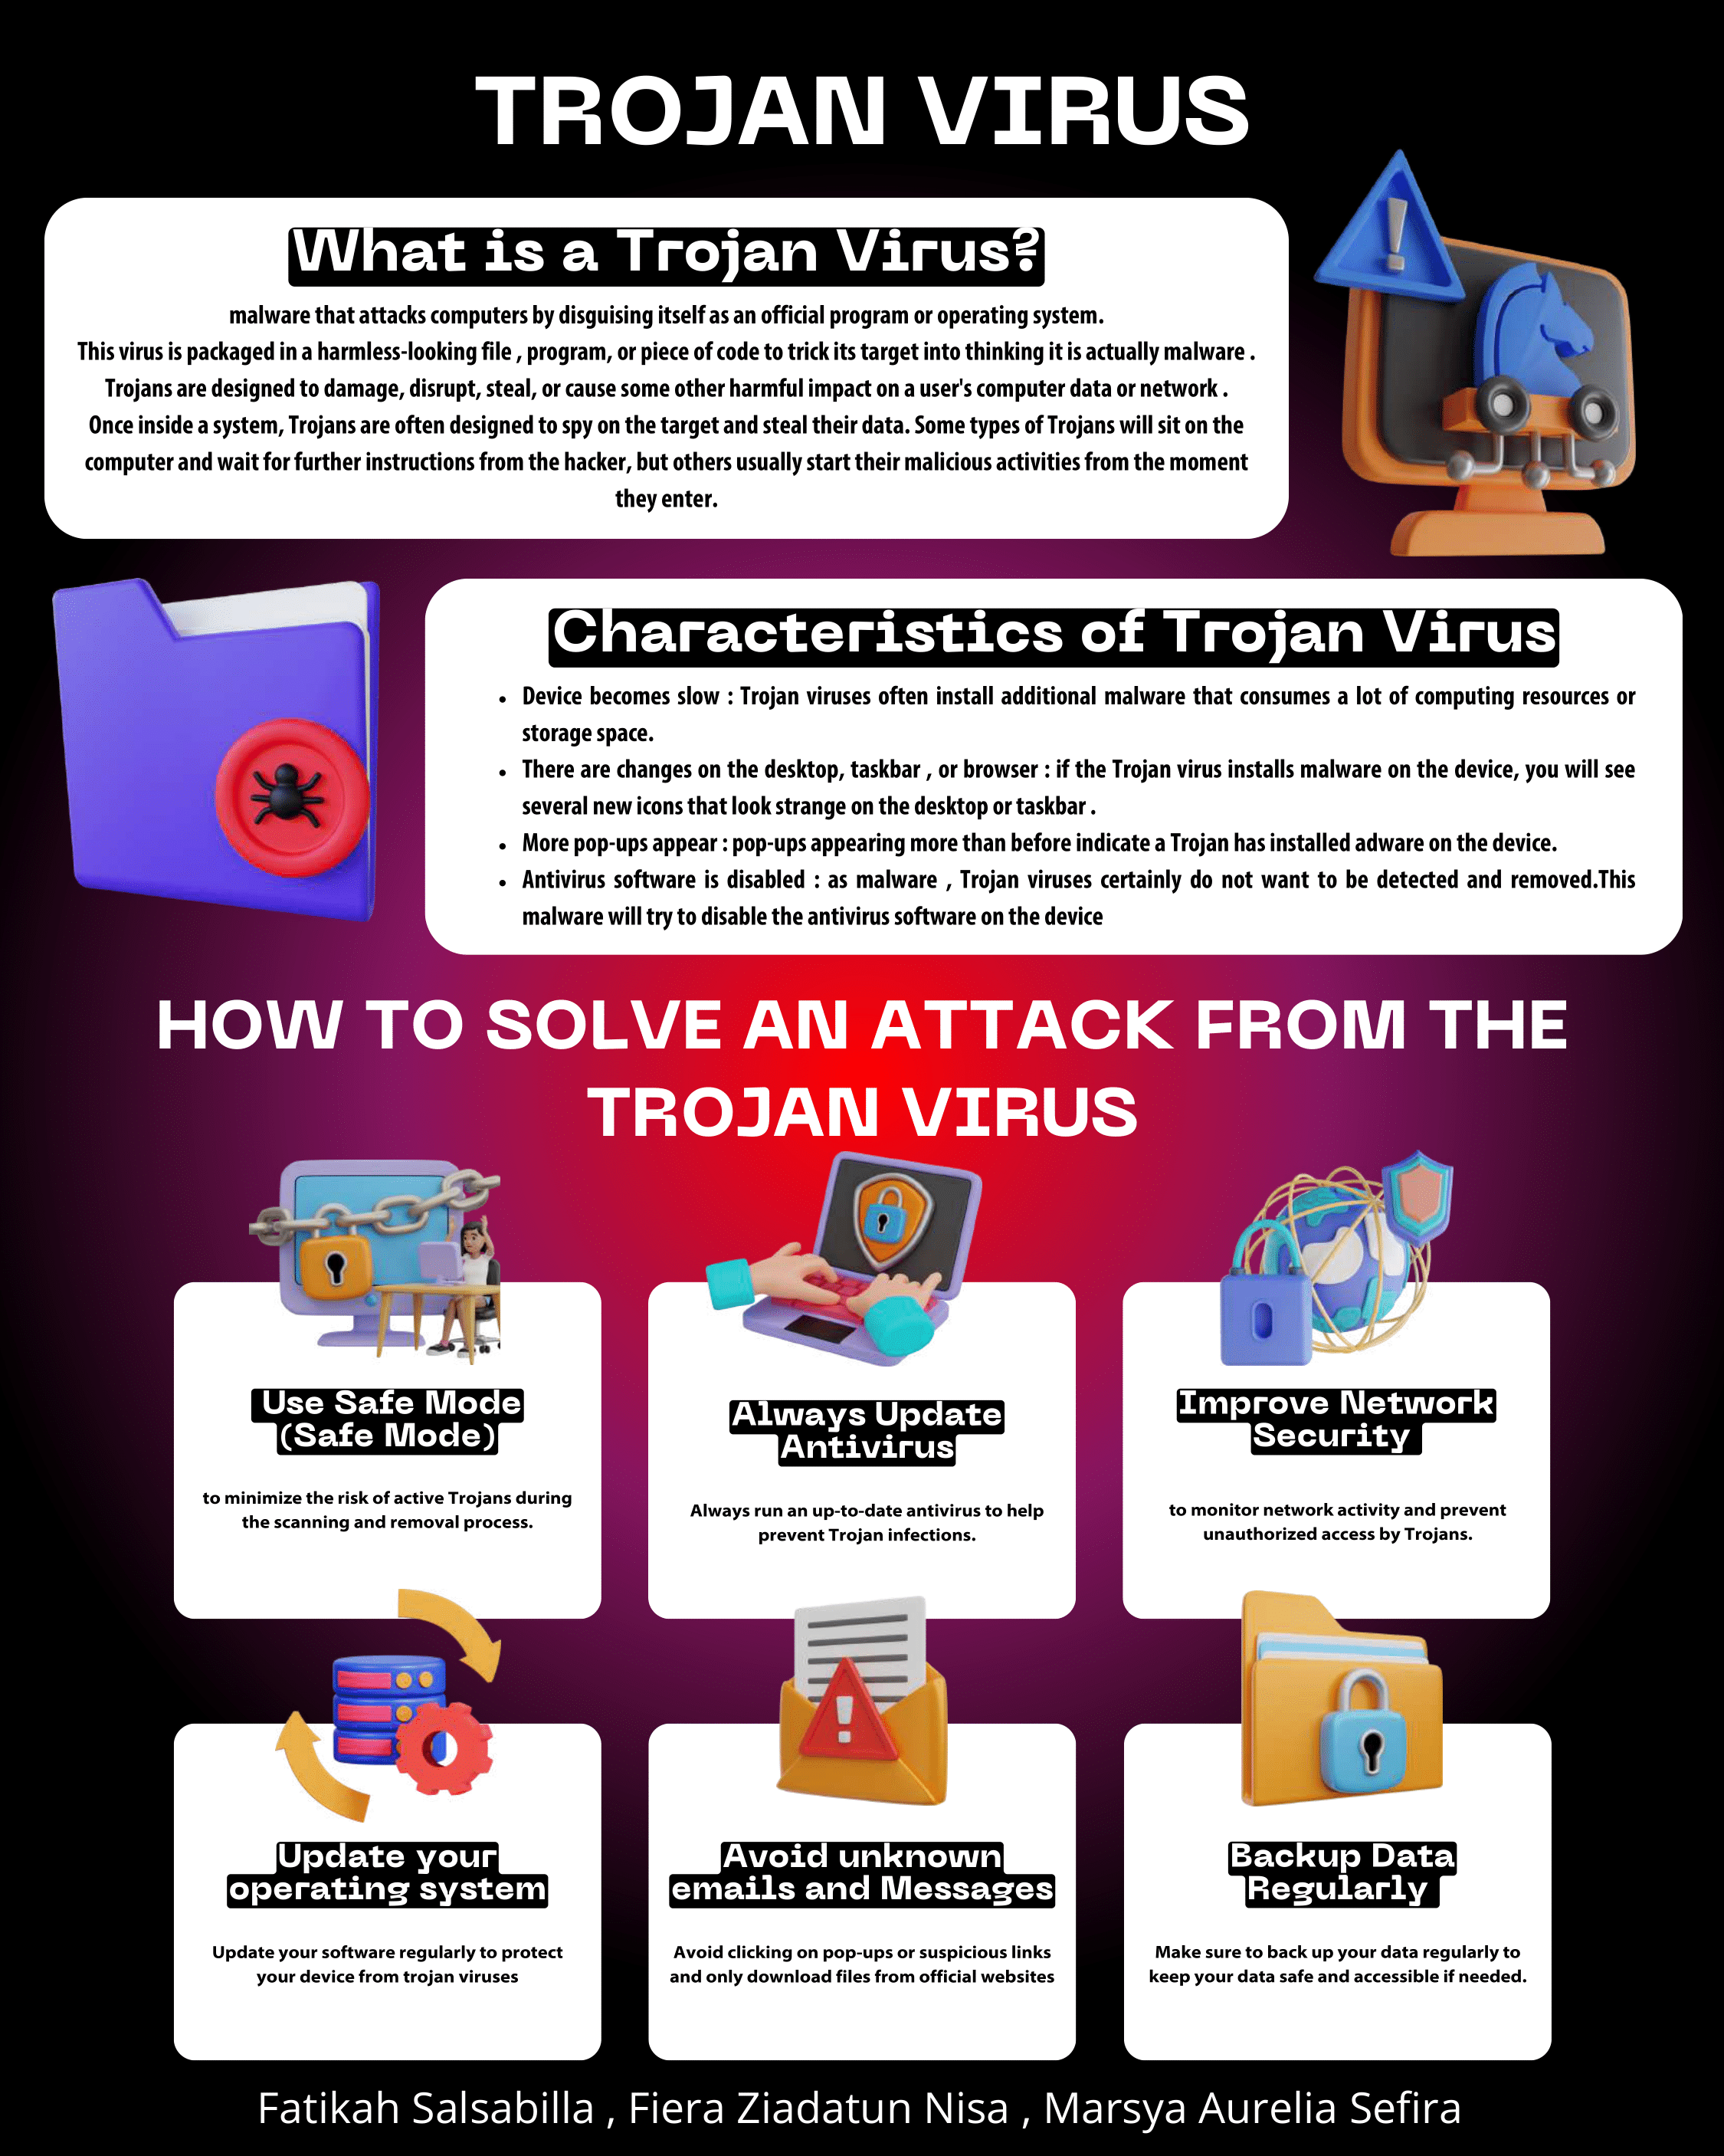 TROJAN VIRUS
What is a Trojan Virus?
malware that attacks computers by disguising itself as an official program or operating system.
This virus is packaged in a harmless-looking file , program, or piece of code to trick its target into thinking it is actually malware .
Trojans are designed to damage, disrupt, steal, or cause some other harmful impact on a user's computer data or network .
Once inside a system, Trojans are often designed to spy on the target and steal their data. Some types of Trojans will sit on the
computer and wait for further instructions from the hacker, but others usually start their malicious activities from the moment
they enter.
Characteristics of Trojan Virus
• Device becomes slow : Trojan viruses often install additional malware that consumes a lot of computing resources or
storage space.
• There are changes on the desktop, taskbar , or browser : if the Trojan virus installs malware on the device, you will see
several new icons that look strange on the desktop or taskbar .
• More pop-ups appear : pop-ups appearing more than before indicate a Trojan has installed adware on the device.
• Antivirus software is disabled : as malware , Trojan viruses certainly do not want to be detected and removed.This
malware will try to disable the antivirus software on the device
HOW TO SOLVE AN ATTACK FROM THE
TROJAN VIRUS
Use Safe Mode
(Safe Mode)
to minimize the risk of active Trojans during
the scanning and removal process.
Always Update
Antivirus
Always run an up-to-date antivirus to help
prevent Trojan infections.
Improve Network
Security
to monitor network activity and prevent
unauthorized access by Trojans.
Update your
operating system
Update your software regularly to protect
your device from trojan viruses
Avoid unknown
emails and Messages
Avoid clicking on pop-ups or suspicious links
and only download files from official websites
Backup Data
Regularly
Make sure to back up your data regularly to
keep your data safe and accessible if needed.
Fatikah Salsabilla , Fiera Ziadatun Nisa , Marsya Aurelia Sefira